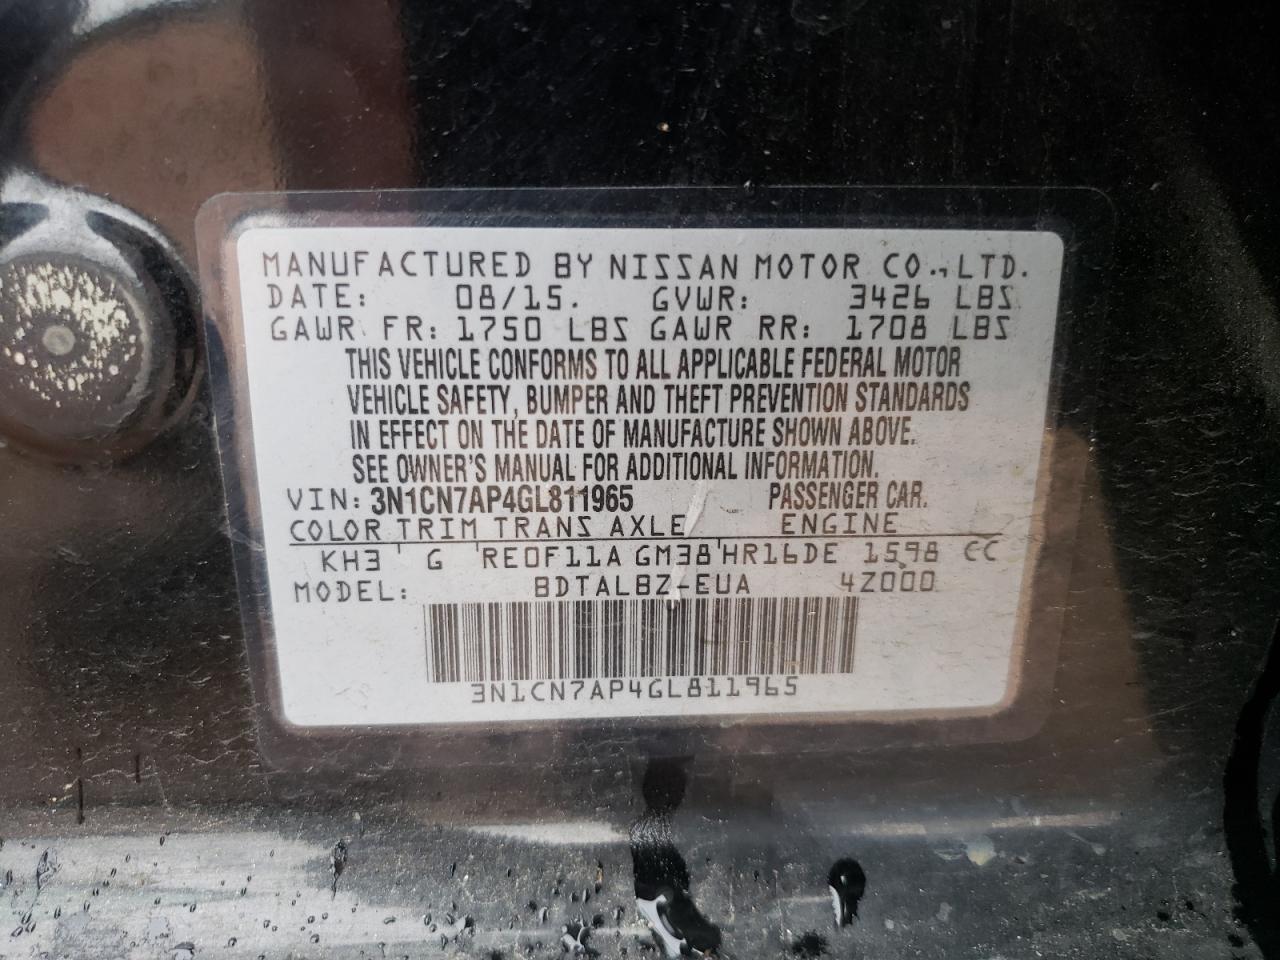 MANUFACTURED BY NISSAN MOTOR CO., LTD.
DATE: 08/15. GVWR: 3426 LBS
GAWR FR: 1750 LBS GAWR RR: 1708 LBS
THIS VEHICLE CONFORMS TO ALL APPLICABLE FEDERAL MOTOR
VEHICLE SAFETY, BUMPER AND THEFT PREVENTION STANDARDS
IN EFFECT ON THE DATE OF MANUFACTURE SHOWN ABOVE.
SEE OWNER'S MANUAL FOR ADDITIONAL INFORMATION.
VIN: 3N1CN7AP4GL811965 PASSENGER CAR.
COLOR TRIM TRANS AXLE ENGINE
KH3 G RE0F11A GM38 HR16DE 1598 CC
MODEL: BDTALBZ-EUA 4Z000
3N1CN7AP4GL811965